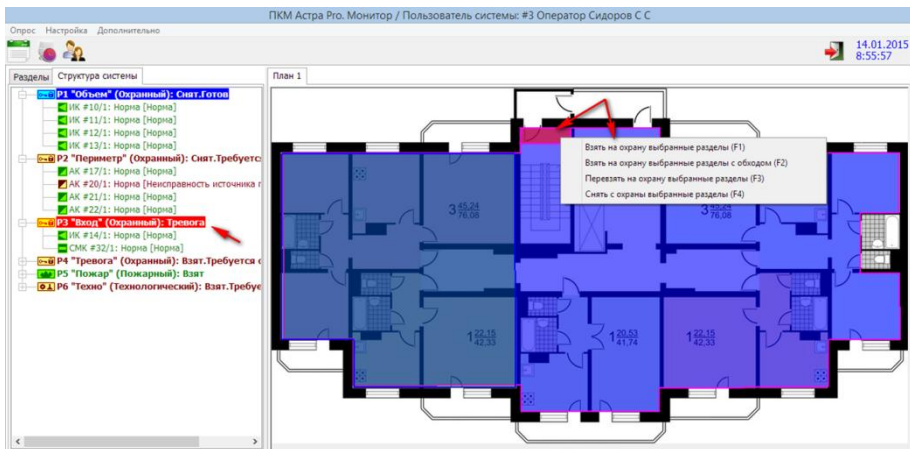 ПКМ Астра Pro. Монитор / Пользователь системы: #3 Оператор Сидоров С С
Опрос Настройка Дополнительно
14.01.2015
8:55:57
Разделы Структура системы
План 1
Р1 "Объем" (Охранный): Снят.Готов
ИК #10/1: Норма [Норма]
ИК #11/1: Норма [Норма]
ИК #12/1: Норма [Норма]
ИК #13/1: Норма [Норма]
Р2 "Периметр" (Охранный): Снят.Требуетс
АК #17/1: Норма [Норма]
АК #20/1: Норма [Неисправность источника п
АК #21/1: Норма [Норма]
АК #22/1: Норма [Норма]
Р3 "Вход" (Охранный): Тревога
ИК #14/1: Норма [Норма]
СМК #32/1: Норма [Норма]
Р4 "Тревога" (Охранный): Взят.Требуется о
Р5 "Пожар" (Пожарный): Взят
Р6 "Техно" (Технологический): Взят.Требуе
Взять на охрану выбранные разделы (F1)
Взять на охрану выбранные разделы с обходом (F2)
Перевзять на охрану выбранные разделы (F3)
Снять с охраны выбранные разделы (F4)
3 45,24
76,08
3 45,24
76,08
1 22,15
42,33
1 20,53
41,74
1 22,15
42,33